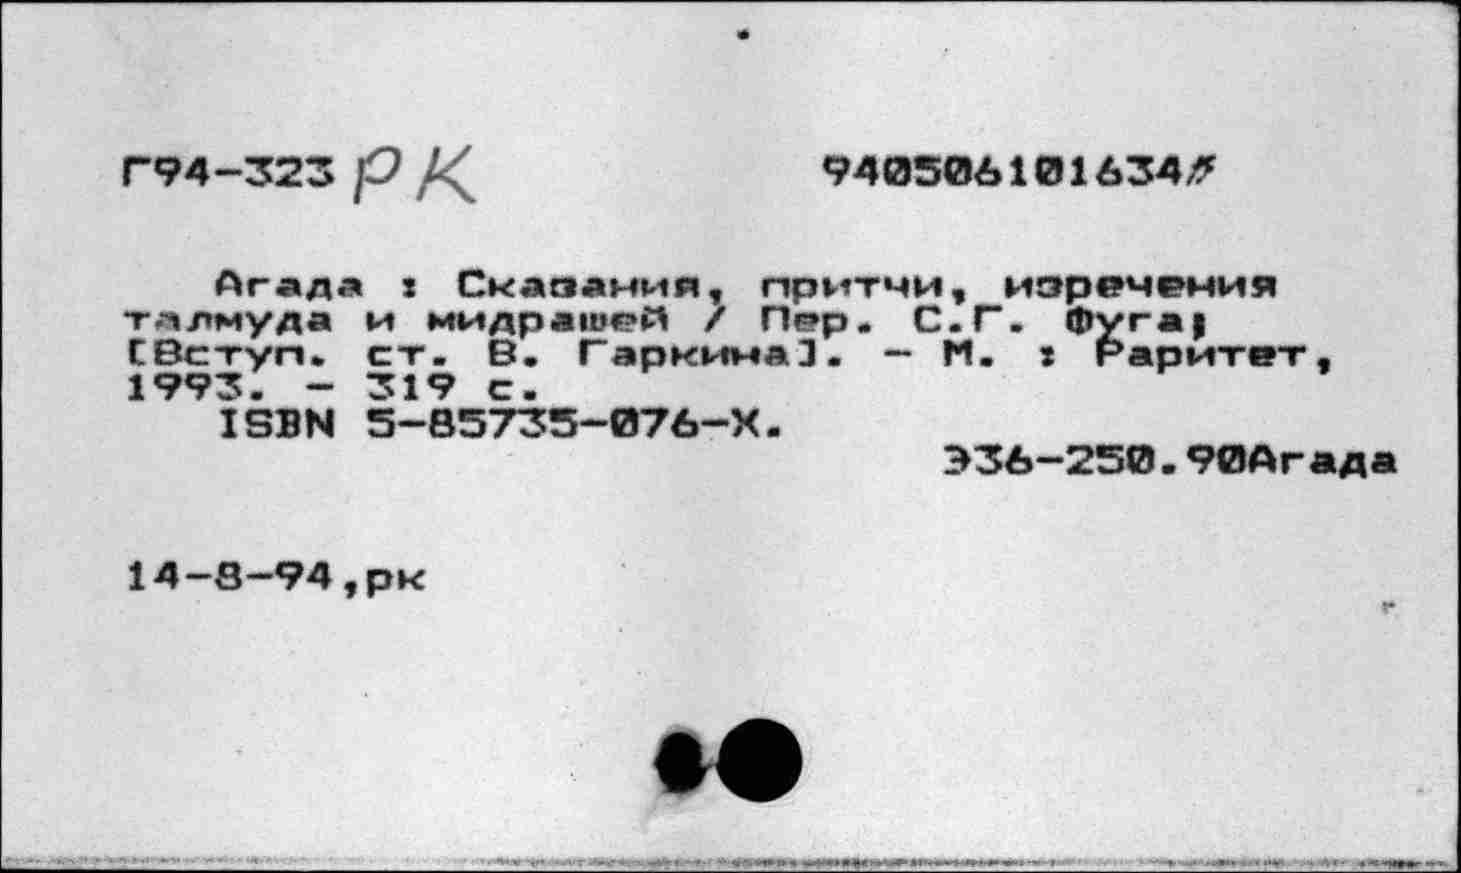 Г94-323 РК 940506101634#
Агада : Сказания, притчи, изречения
талмуда и мидрашей / Пер. С.Г. Фуга;
[Вступ. ст. В. Гаркина]. - М. : Раритет,
1993. - 319 с.
ISBN 5-85735-076-X.
Э36-250.90Агада
14-8-94,рк